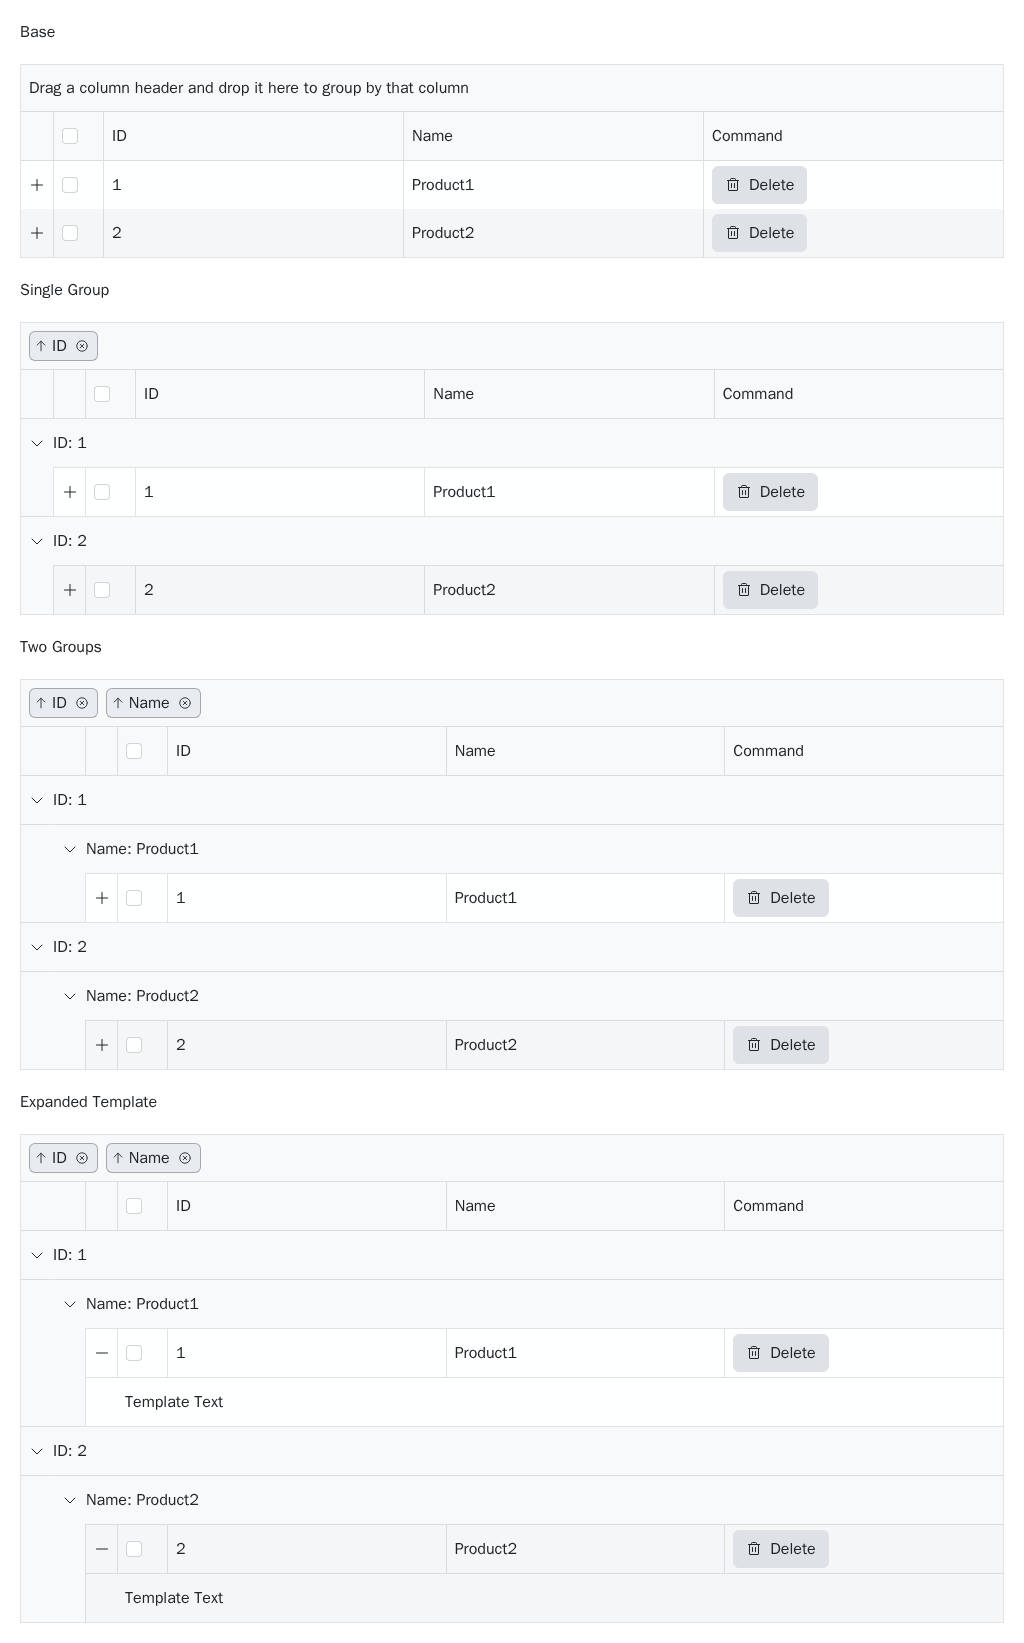 Base
Drag a column header and drop it here to group by that column
ID Name Command
1 Product1 Delete
2 Product2 Delete
Single Group
ID
ID Name Command
ID: 1
1 Product1 Delete
ID: 2
2 Product2 Delete
Two Groups
ID Name
ID Name Command
ID: 1
Name: Product1
1 Product1 Delete
ID: 2
Name: Product2
2 Product2 Delete
Expanded Template
ID Name
ID Name Command
ID: 1
Name: Product1
1 Product1 Delete
Template Text
ID: 2
Name: Product2
2 Product2 Delete
Template Text